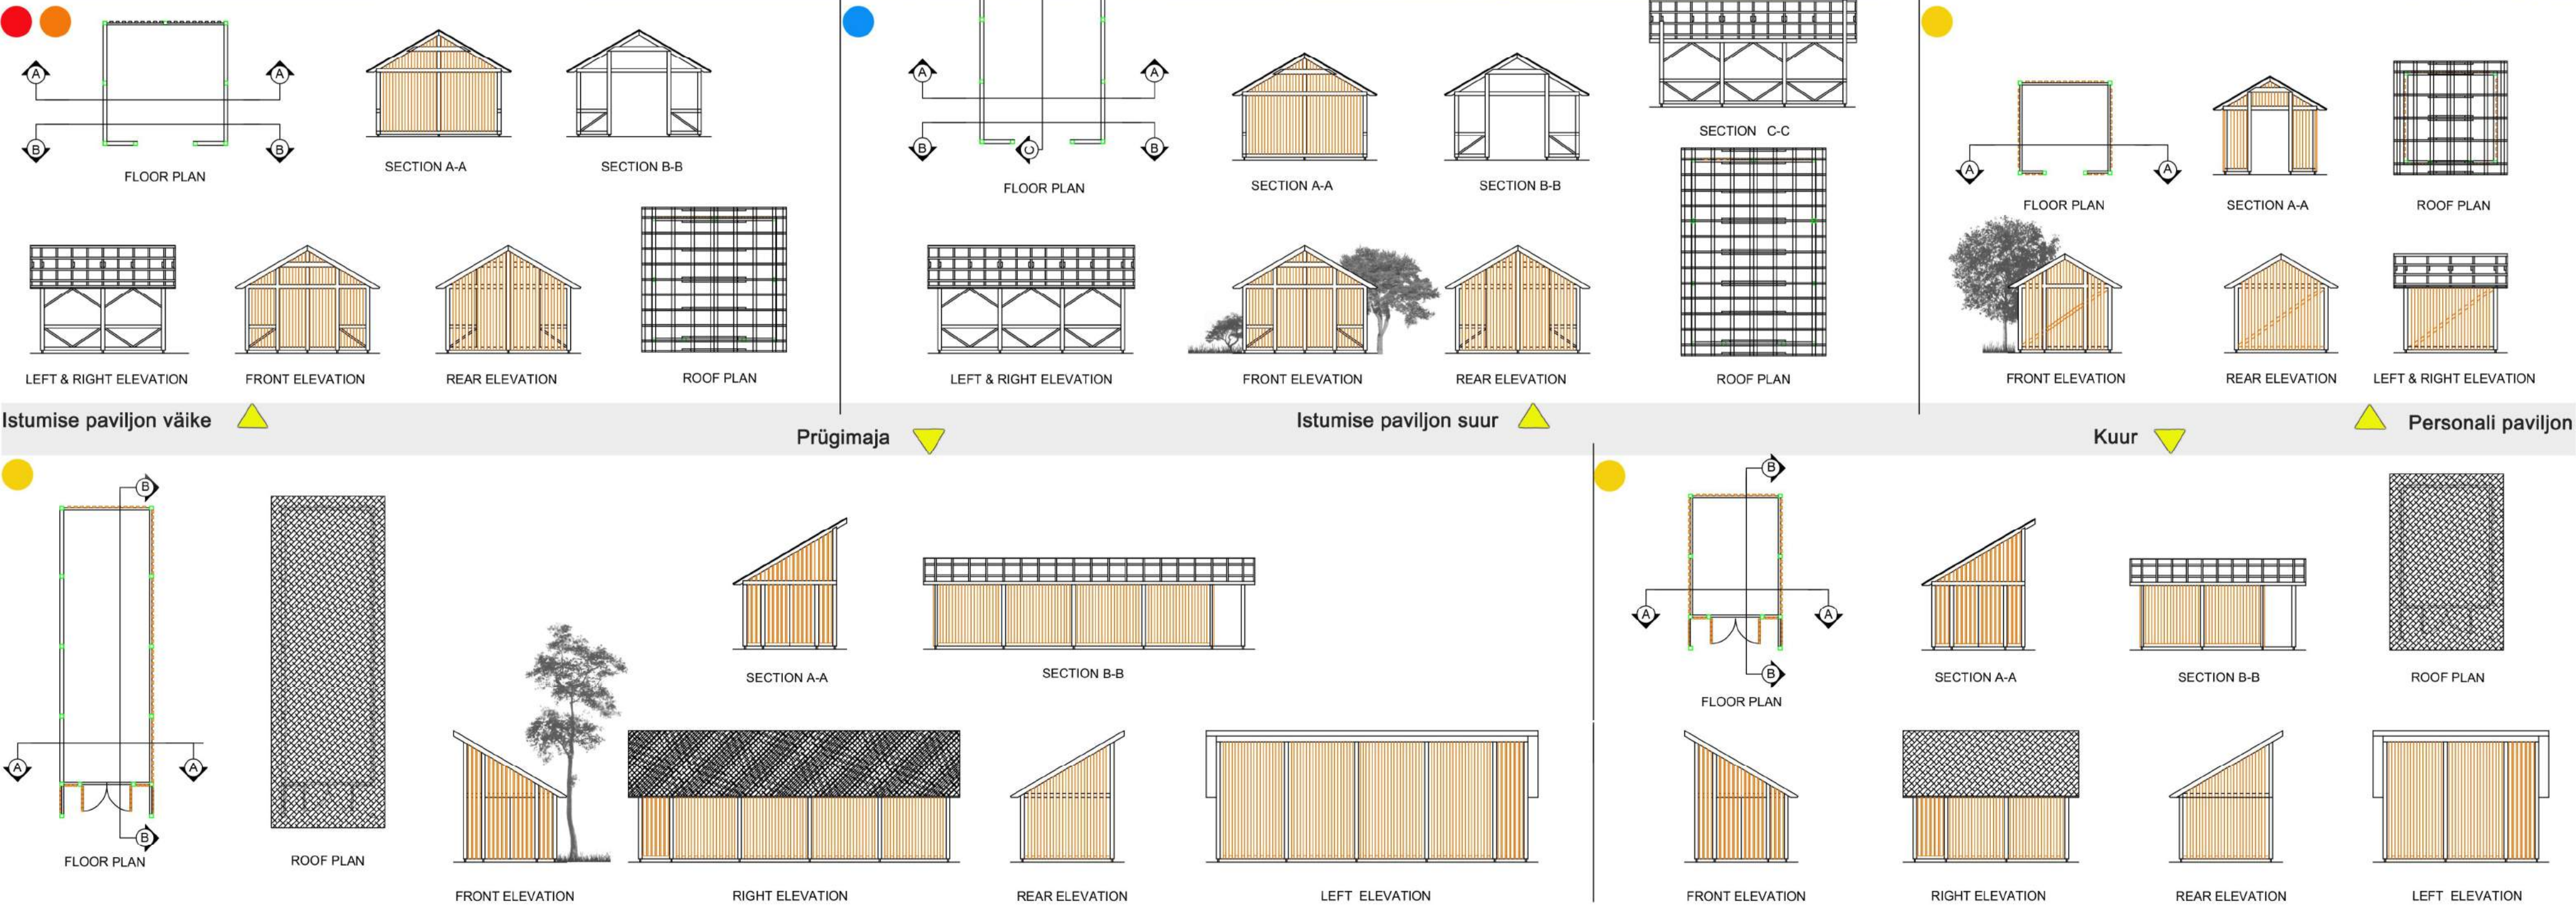 A
A
B
B
FLOOR PLAN
SECTION A-A
SECTION B-B
LEFT & RIGHT ELEVATION
FRONT ELEVATION
REAR ELEVATION
ROOF PLAN
A
A
B
C
B
FLOOR PLAN
SECTION A-A
SECTION B-B
SECTION C-C
LEFT & RIGHT ELEVATION
FRONT ELEVATION
REAR ELEVATION
ROOF PLAN
A
A
FLOOR PLAN
SECTION A-A
ROOF PLAN
FRONT ELEVATION
REAR ELEVATION
LEFT & RIGHT ELEVATION
Istumise paviljon väike
Prügimaja
Istumise paviljon suur
Kuur
Personali paviljon
B
A
A
B
FLOOR PLAN
ROOF PLAN
SECTION A-A
SECTION B-B
FRONT ELEVATION
RIGHT ELEVATION
REAR ELEVATION
LEFT ELEVATION
B
A
A
B
FLOOR PLAN
SECTION A-A
SECTION B-B
ROOF PLAN
FRONT ELEVATION
RIGHT ELEVATION
REAR ELEVATION
LEFT ELEVATION